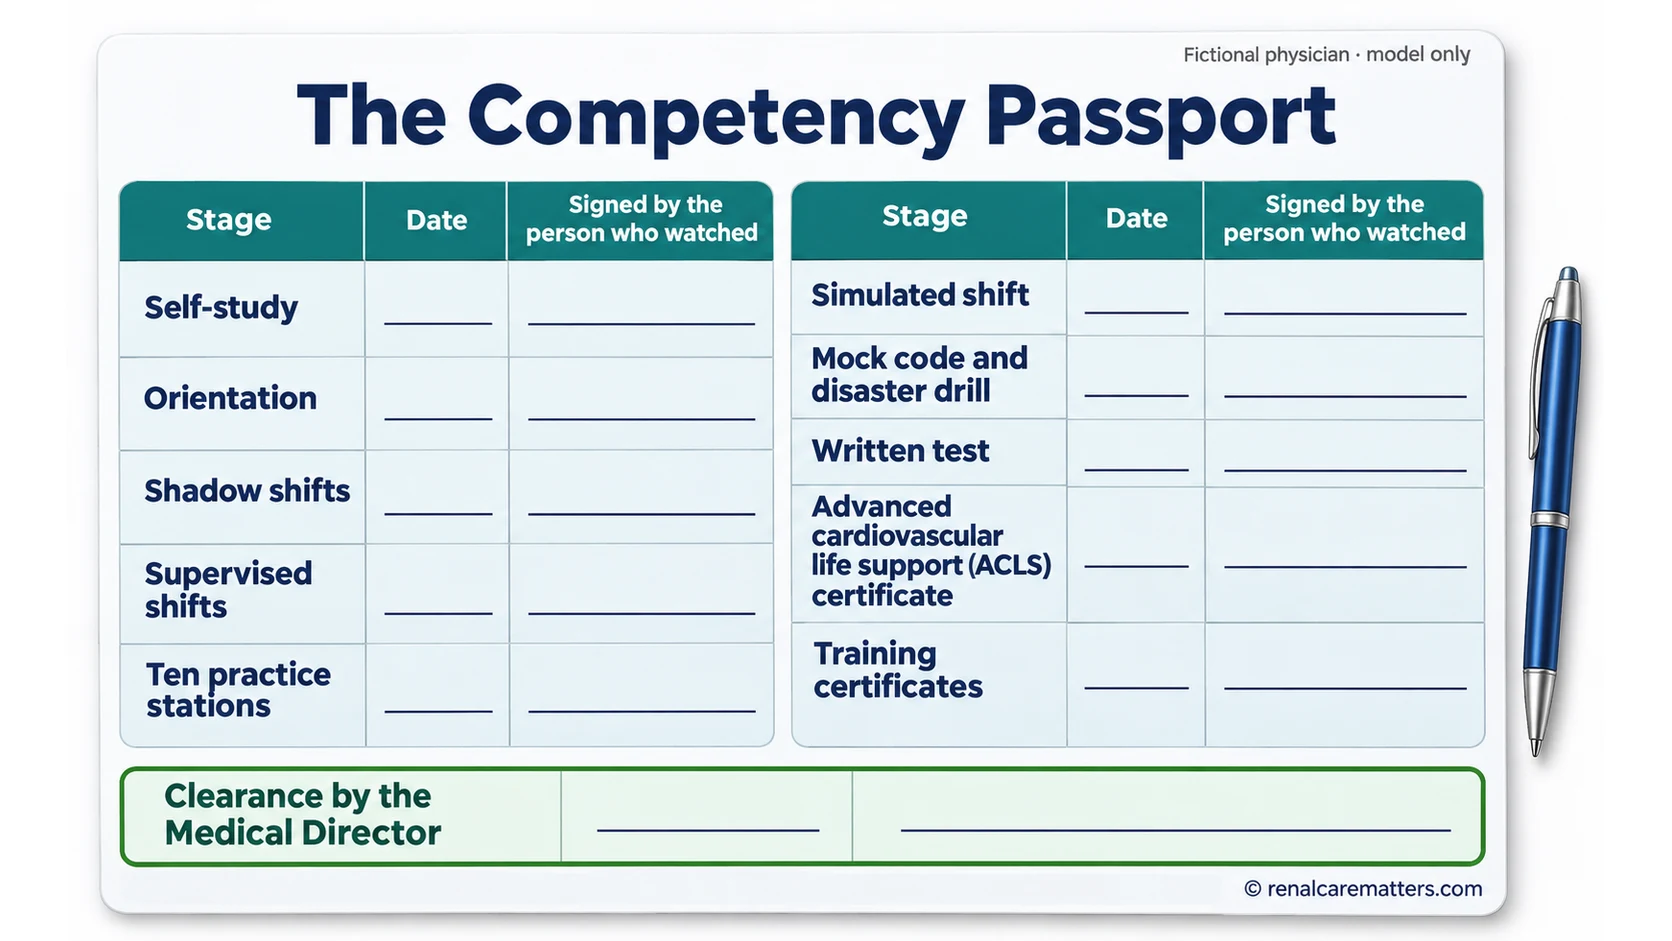 Fictional physician · model only
The Competency Passport
Stage
Date
Signed by the
person who watched
Self-study
Orientation
Shadow shifts
Supervised
shifts
Ten practice
stations
Stage
Date
Signed by the
person who watched
Simulated shift
Mock code and
disaster drill
Written test
Advanced
cardiovascular
life support (ACLS)
certificate
Training
certificates
Clearance by the
Medical Director
© renalcarematters.com